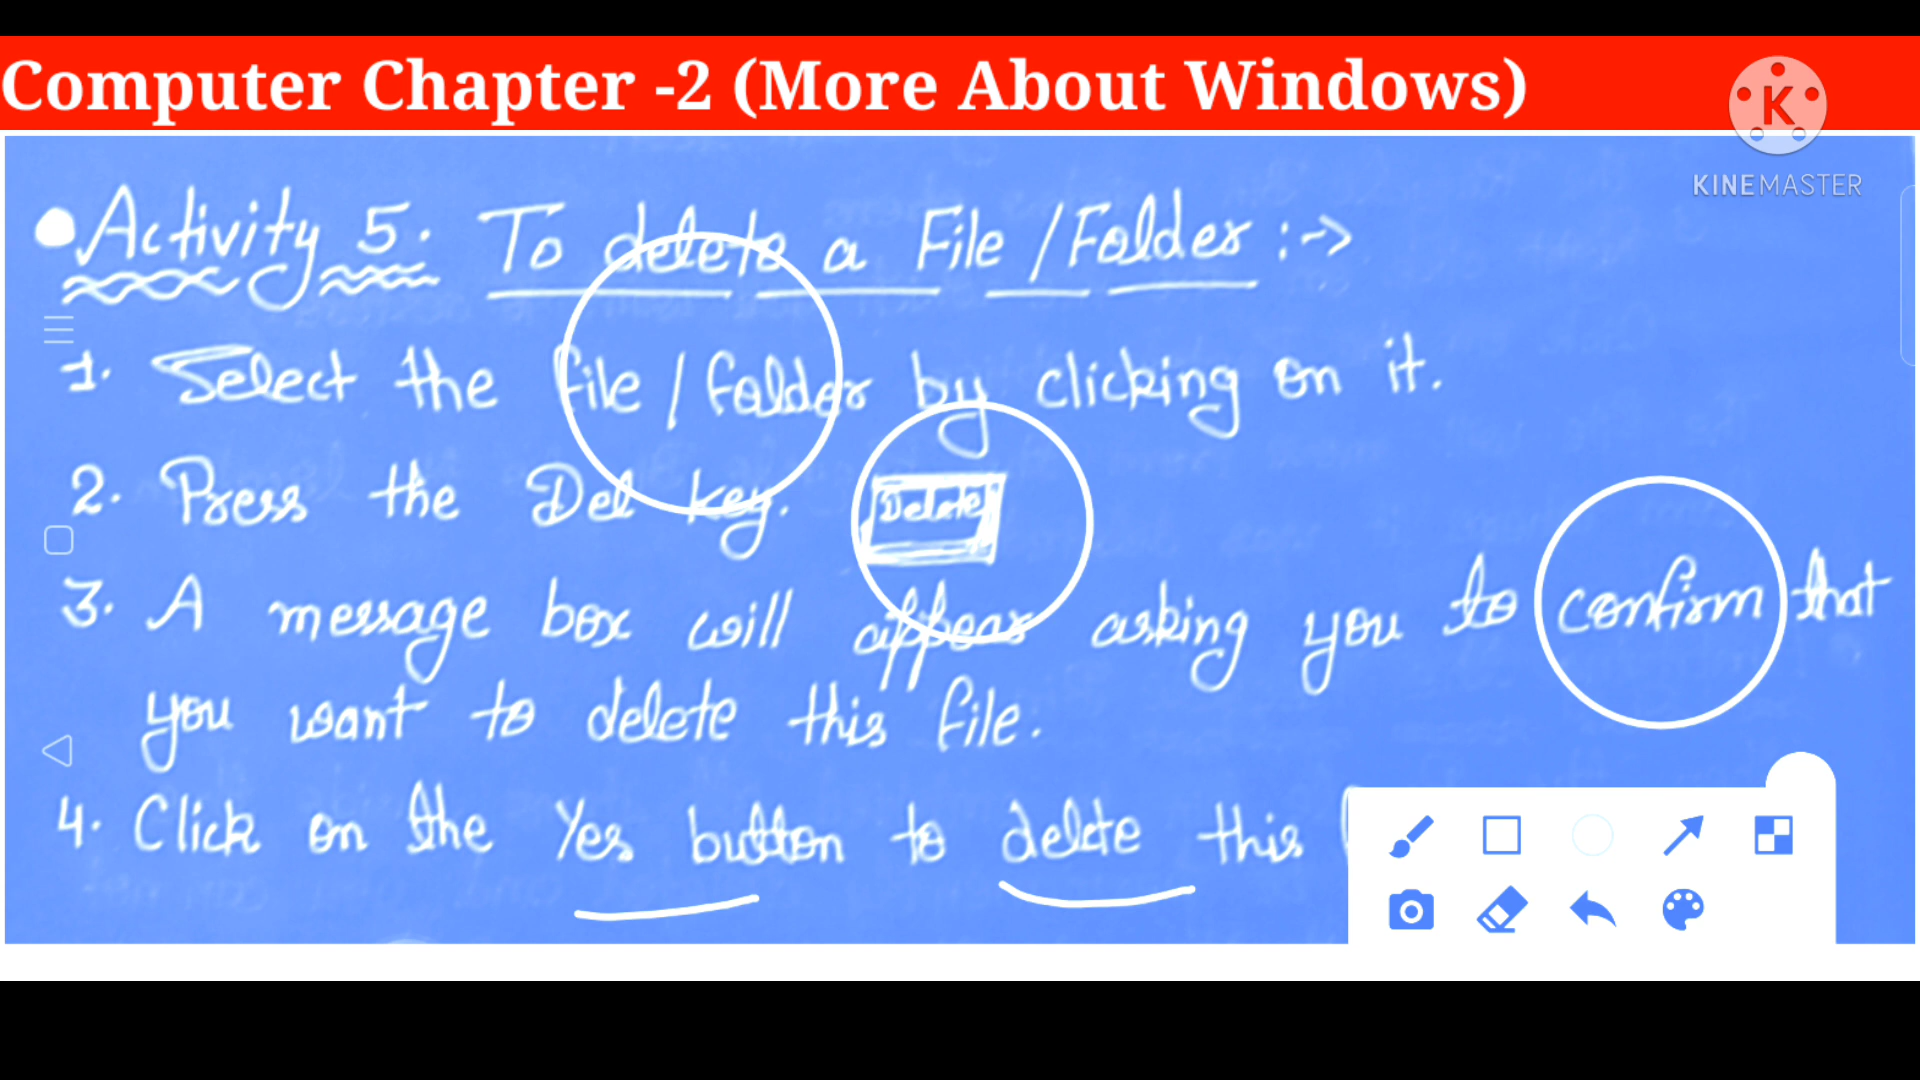 Computer Chapter -2 (More About Windows)
K
KINEMASTER
Activity 5. To delete a File /Folder :->
1. Select the file / folder by clicking on it.
2. Press the Del key. Delete
3. A message box will appear asking you to confirm that
you want to delete this file.
4. Click on the Yes button to delete this